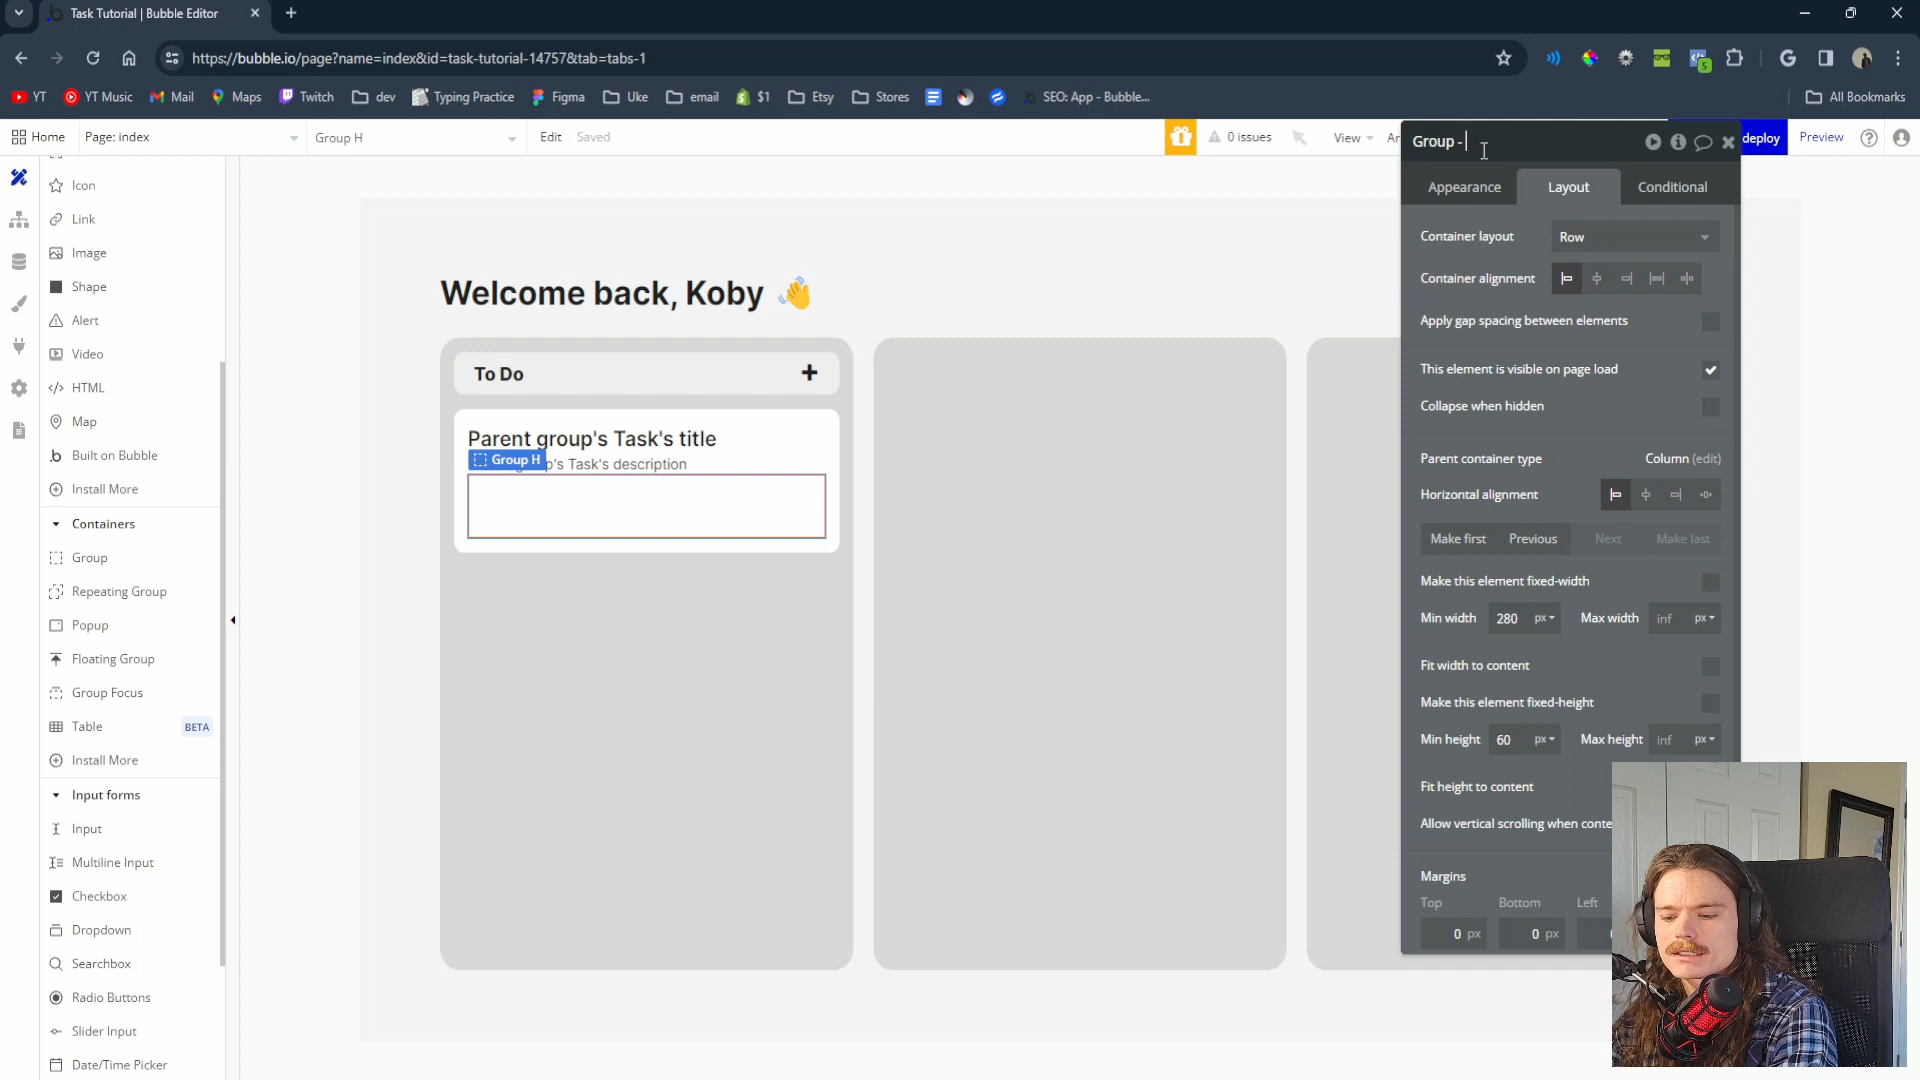 Task Tutorial | Bubble Editor
https://bubble.io/page?name=index&id=task-tutorial-14757&tab=tabs-1
YT
YT Music
Mail
Maps
Twitch
dev
Typing Practice
Figma
Uke
email
$1
Etsy
Stores
SEO: App - Bubble...
All Bookmarks
Home
Page: index
Group H
Edit
Saved
0 issues
View
Ar
deploy
Preview
Icon
Link
Image
Shape
Alert
Video
HTML
Map
Built on Bubble
Install More
Containers
Group
Repeating Group
Popup
Floating Group
Group Focus
Table
BETA
Install More
Input forms
Input
Multiline Input
Checkbox
Dropdown
Searchbox
Radio Buttons
Slider Input
Date/Time Picker
Welcome back, Koby 👋
To Do
+
Parent group's Task's title
Group H
p's Task's description
Group -
Appearance
Layout
Conditional
Container layout
Row
Container alignment
Apply gap spacing between elements
This element is visible on page load
Collapse when hidden
Parent container type
Column (edit)
Horizontal alignment
Make first
Previous
Next
Make last
Make this element fixed-width
Min width
280
px
Max width
inf
px
Fit width to content
Make this element fixed-height
Min height
60
px
Max height
inf
px
Fit height to content
Allow vertical scrolling when conte
Margins
Top
Bottom
Left
0 px
0 px